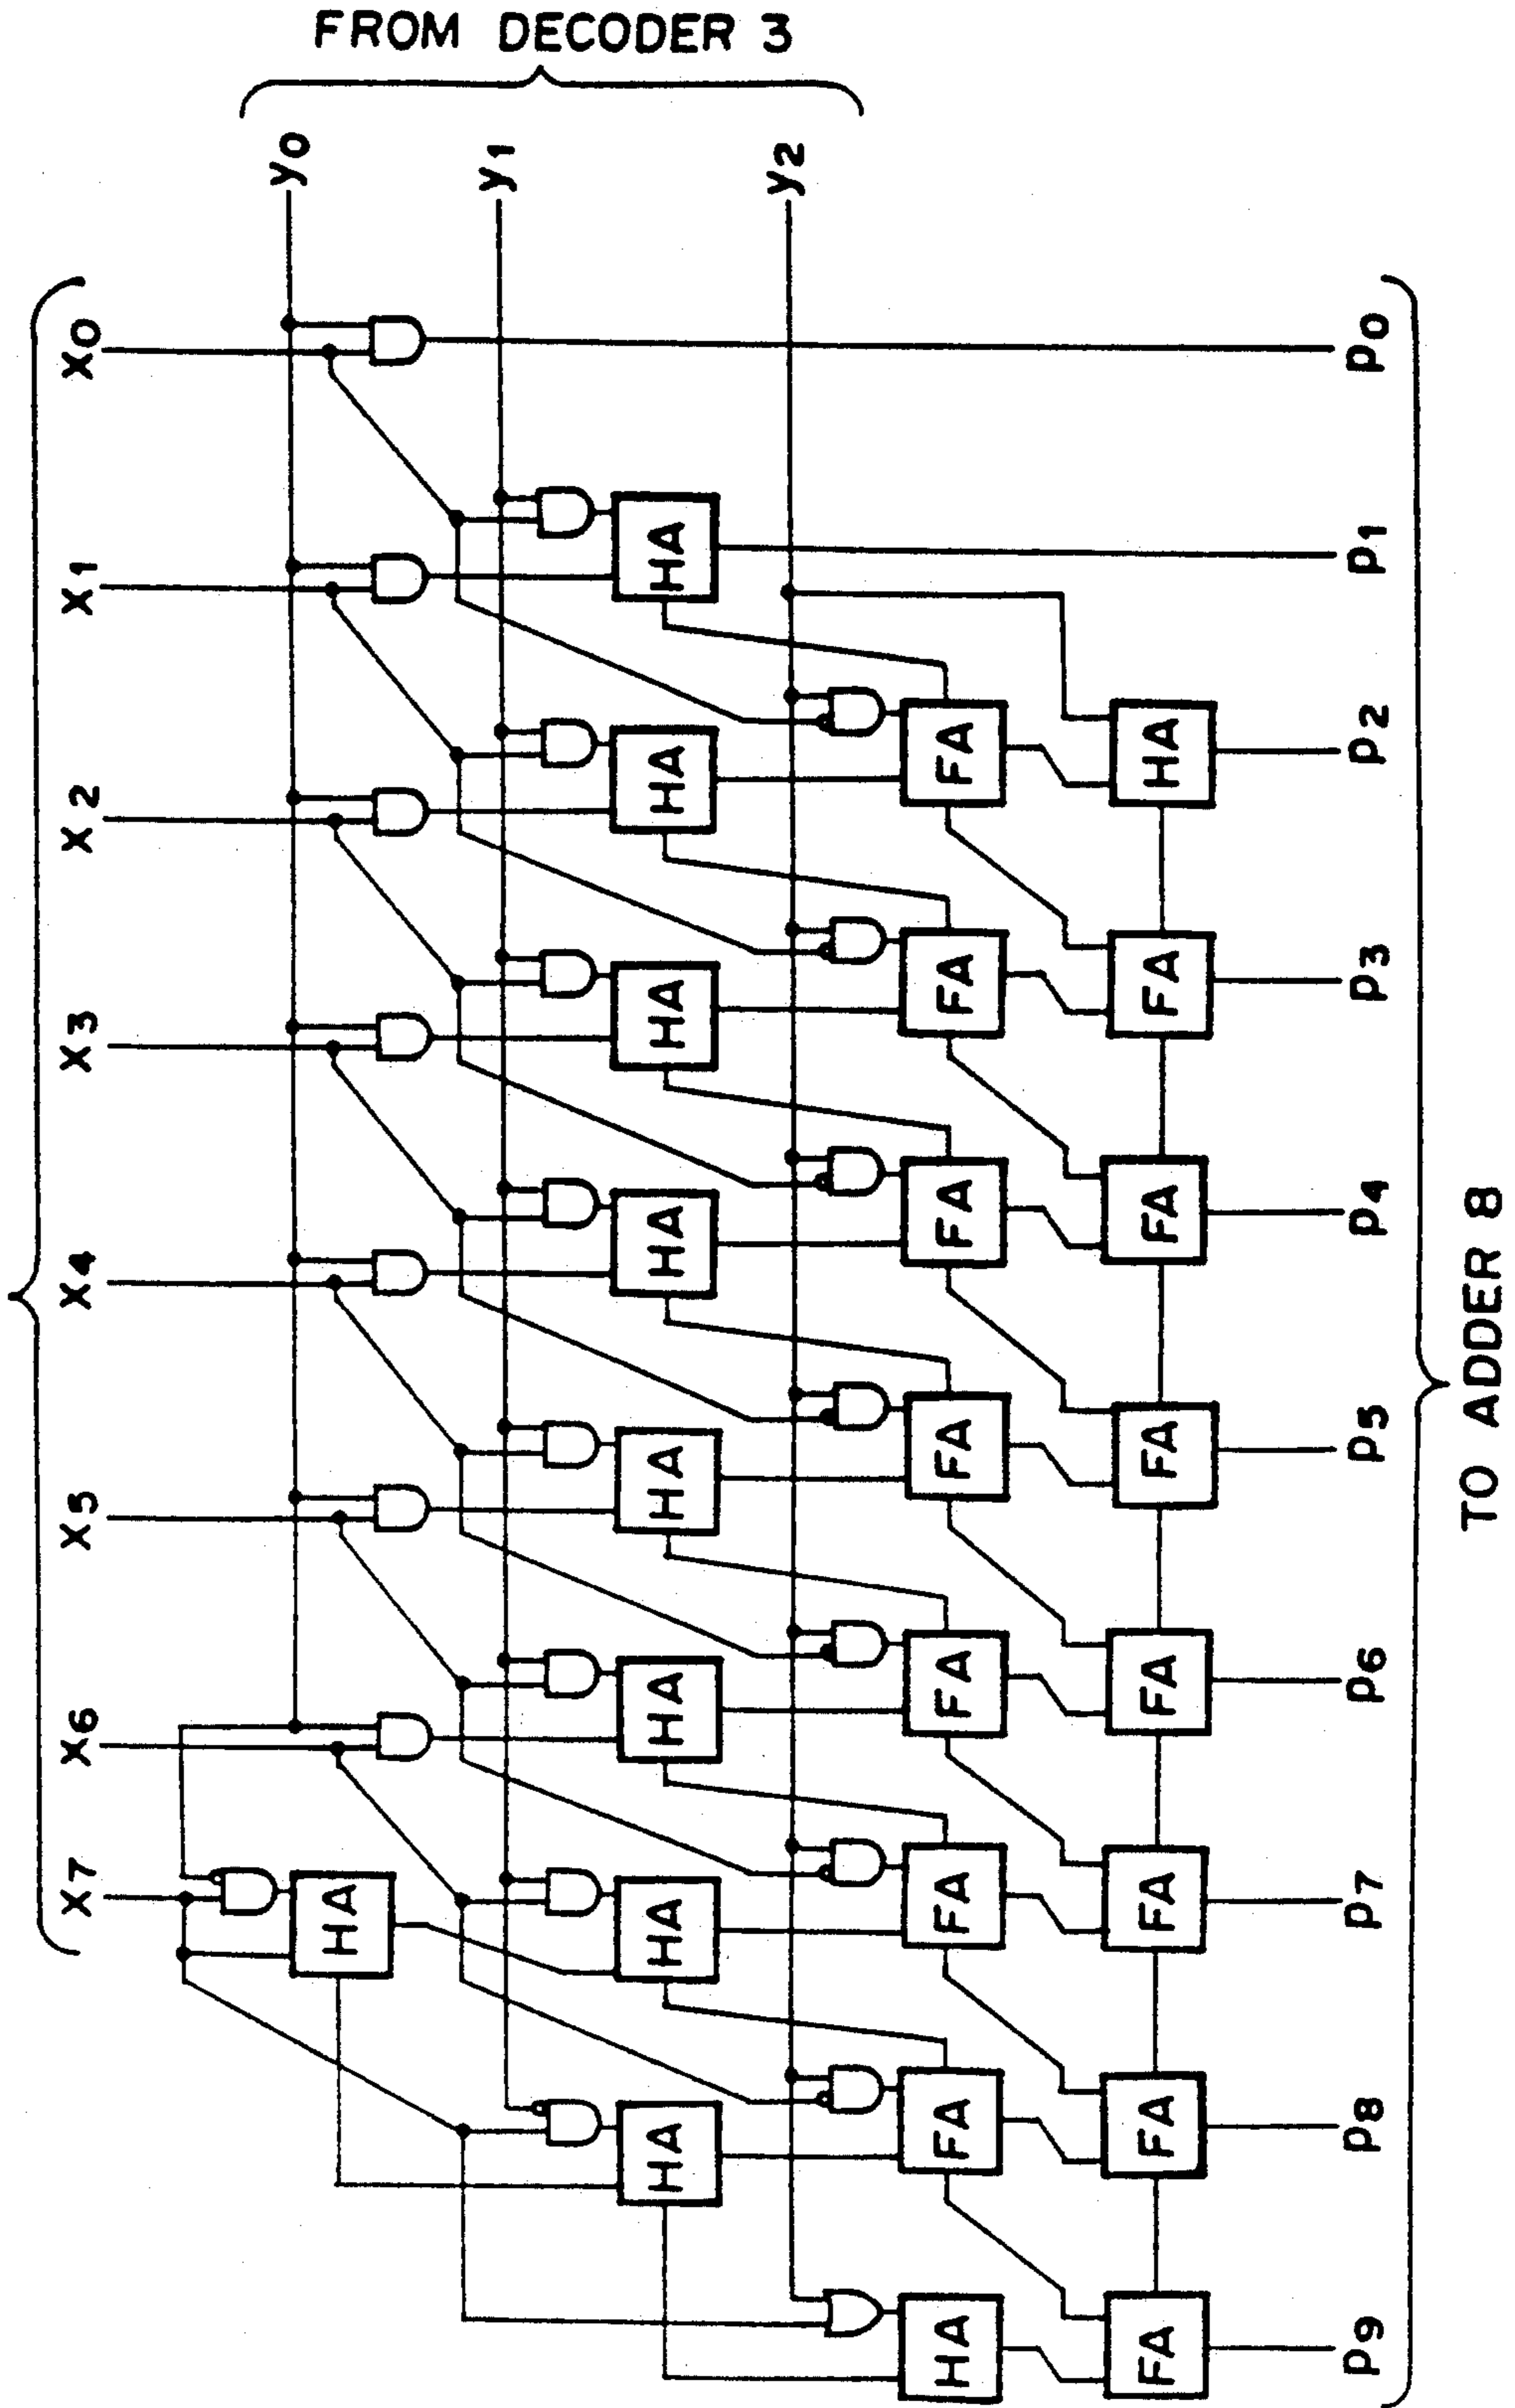 FROM DECODER 3
y0 y1 y2
x0 p0
HA p1
x1
HA FA HA p2
x2
HA FA FA p3
x3
HA FA FA p4
x4
HA FA FA p5
x5
HA FA FA p6
x6
HA HA FA FA p7
x7
HA FA FA p8
HA FA p9
TO ADDER 8